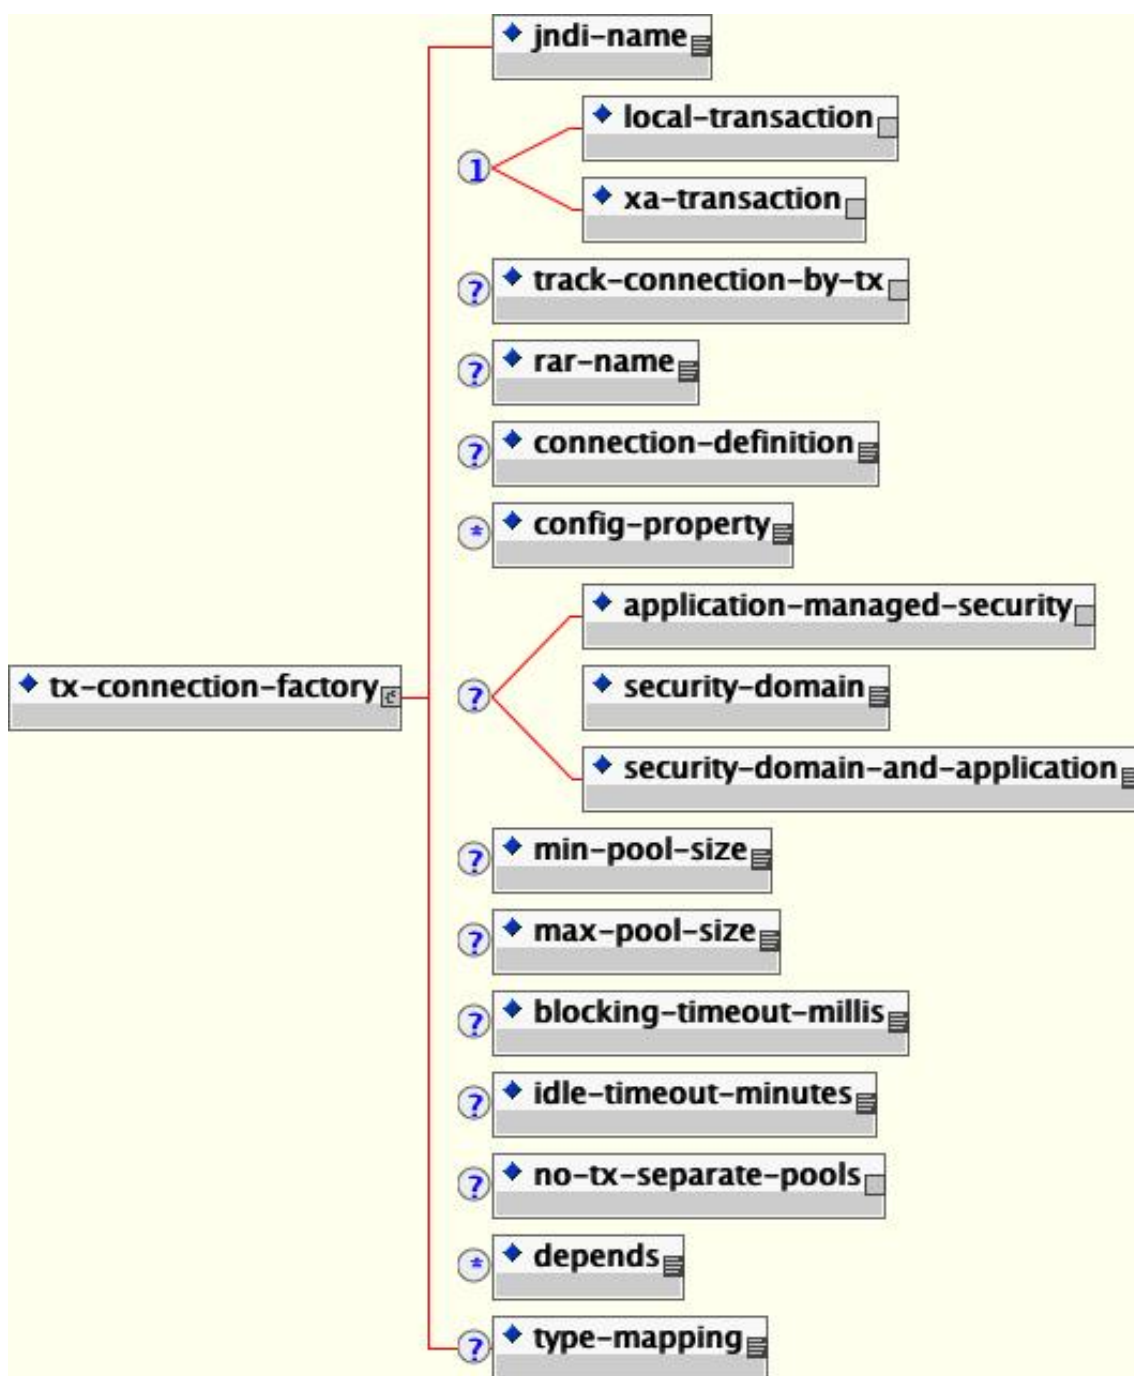 jndi-name
local-transaction
1
xa-transaction
? track-connection-by-tx
? rar-name
? connection-definition
* config-property
application-managed-security
tx-connection-factory
? security-domain
security-domain-and-application
? min-pool-size
? max-pool-size
? blocking-timeout-millis
? idle-timeout-minutes
? no-tx-separate-pools
* depends
? type-mapping